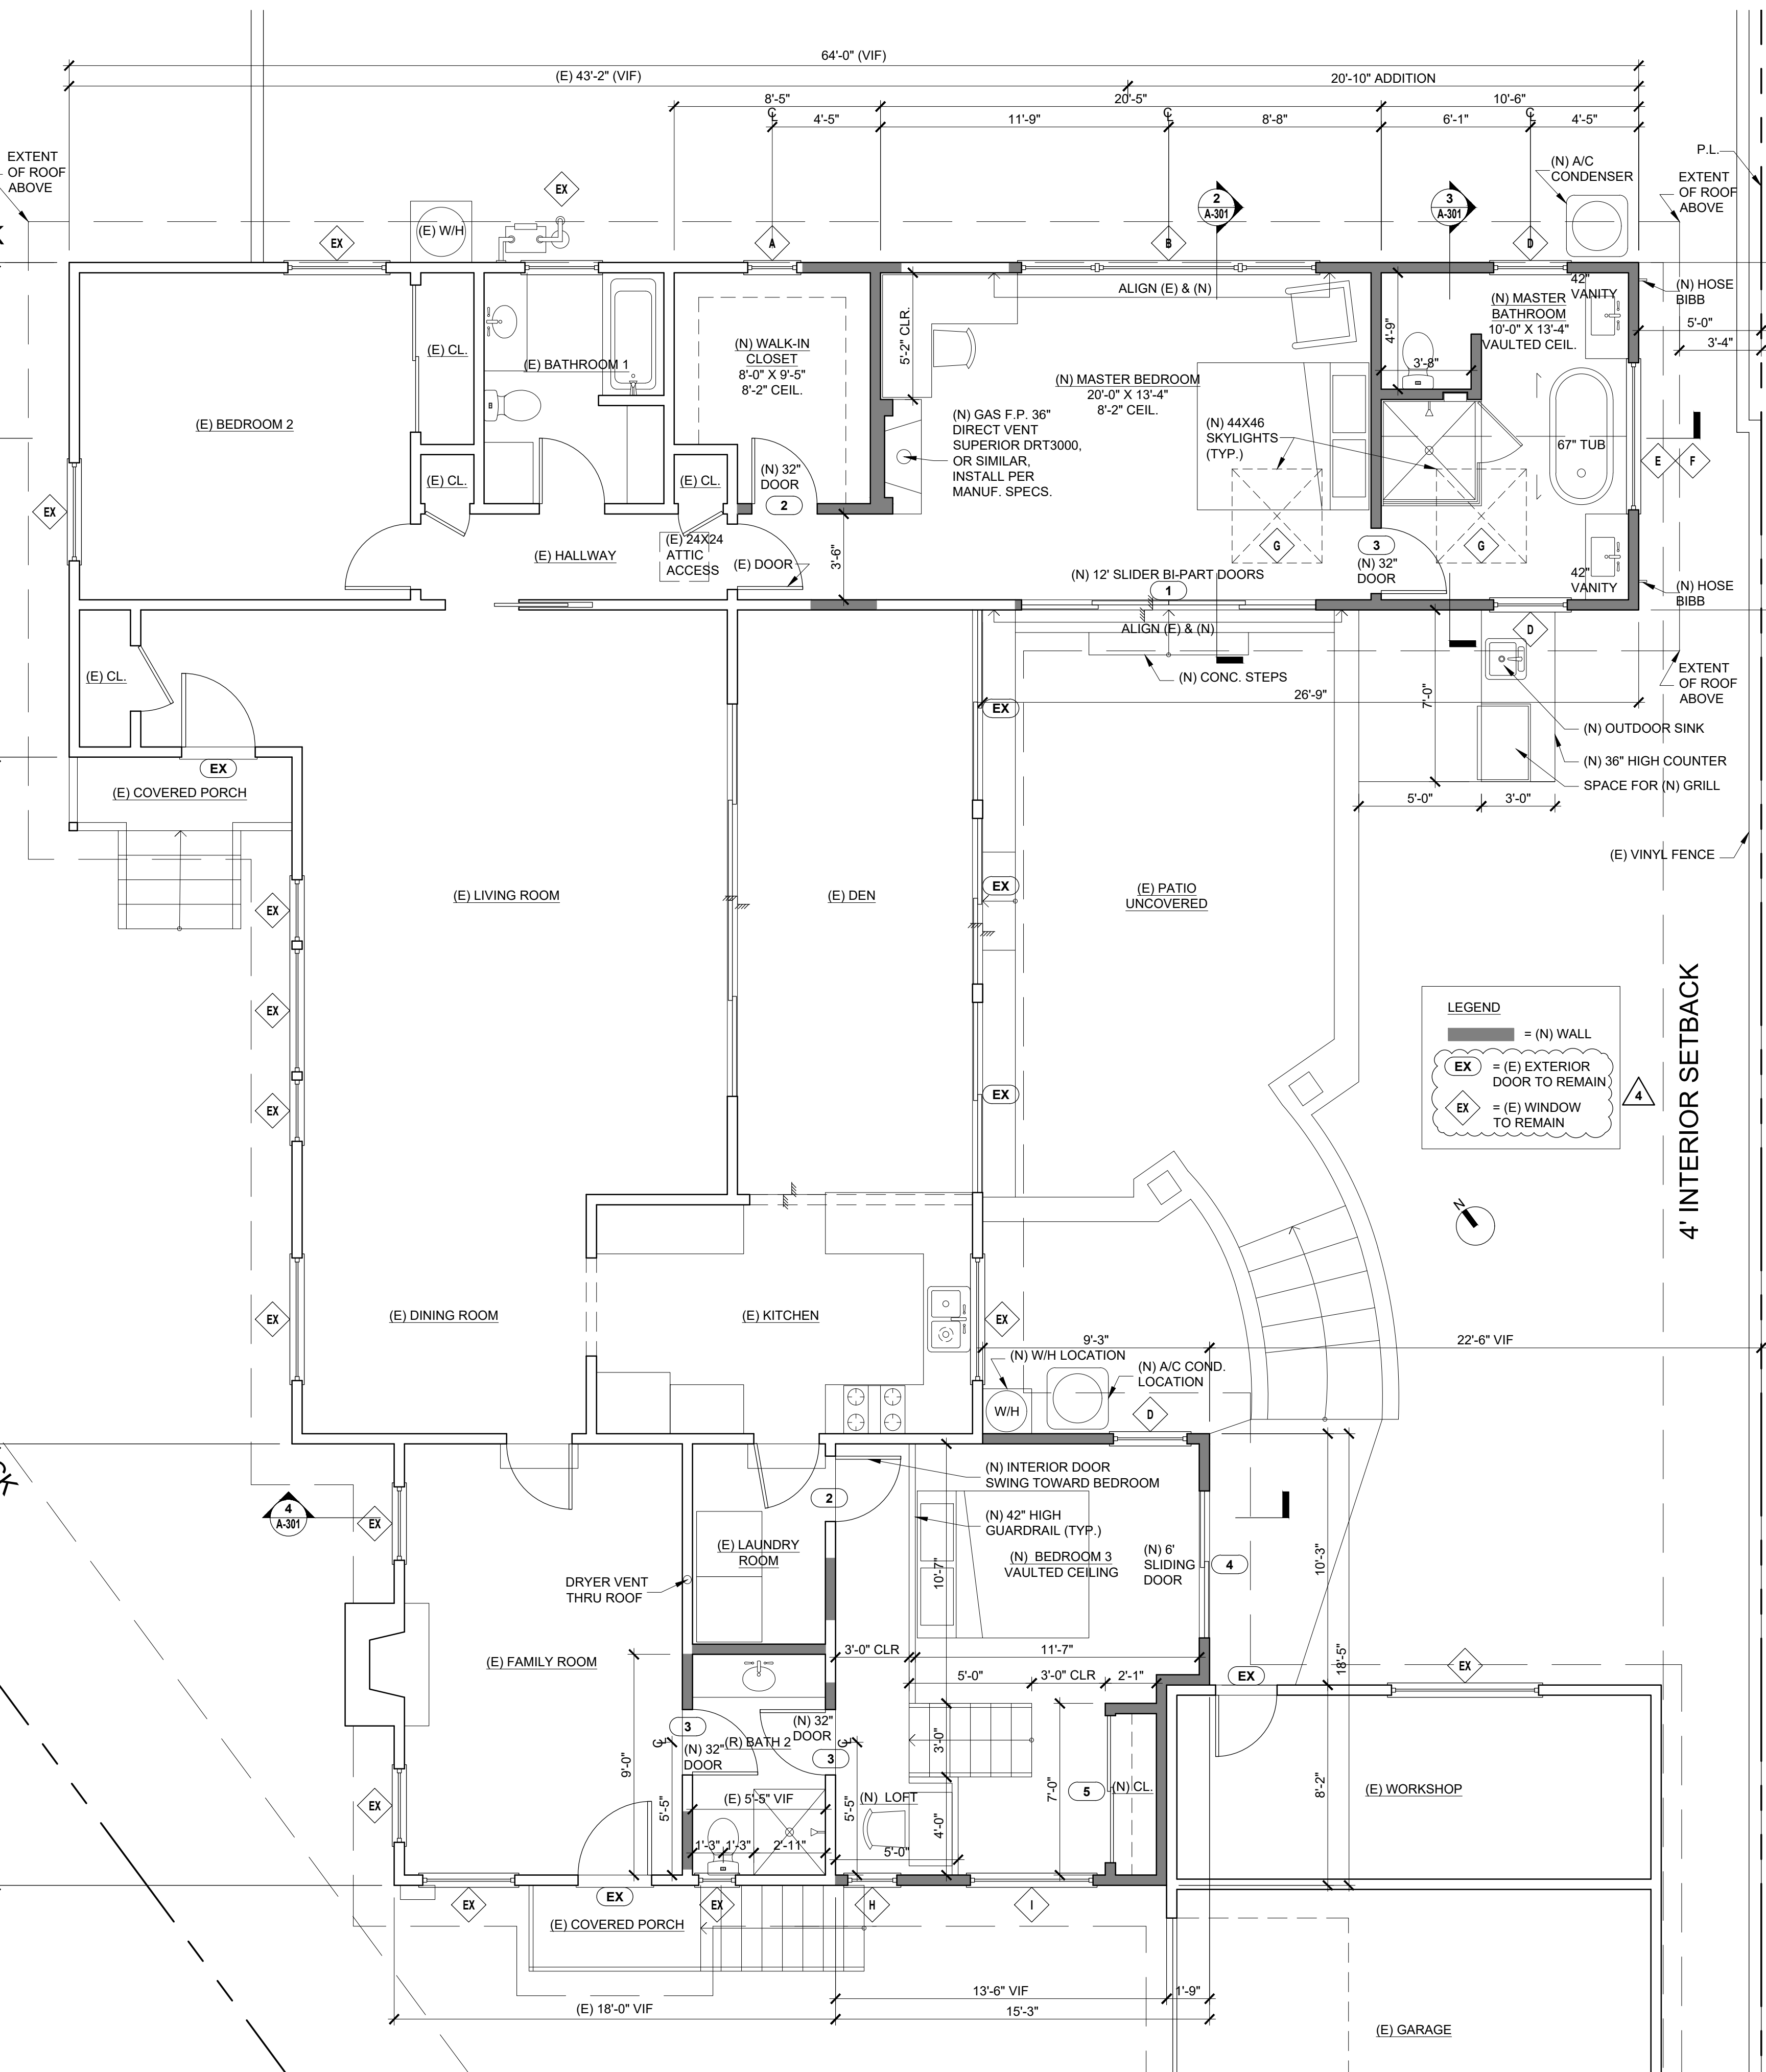 64'-0" (VIF)
(E) 43'-2" (VIF)
20'-10" ADDITION
8'-5"
20'-5"
10'-6"
4'-5"
11'-9"
8'-8"
6'-1"
4'-5"
EXTENT
OF ROOF
ABOVE
EX
(E) W/H
EX
A
2
A-301
B
3
A-301
D
(N) A/C
CONDENSER
P.L.
EXTENT
OF ROOF
ABOVE
ALIGN (E) & (N)
42"
VANITY
(N) HOSE
BIBB
5'-0"
3'-4"
(E) CL.
(E) BATHROOM 1
(N) WALK-IN
CLOSET
8'-0" X 9'-5"
8'-2" CEIL.
5'-2" CLR.
(N) MASTER BEDROOM
20'-0" X 13'-4"
8'-2" CEIL.
4'-9"
3'-8"
(N) MASTER
BATHROOM
10'-0" X 13'-4"
VAULTED CEIL.
(E) BEDROOM 2
(N) GAS F.P. 36"
DIRECT VENT
SUPERIOR DRT3000,
OR SIMILAR,
INSTALL PER
MANUF. SPECS.
(N) 44X46
SKYLIGHTS
(TYP.)
67" TUB
E
F
EX
(E) CL.
(E) CL.
(N) 32"
DOOR
2
(E) HALLWAY
(E) 24X24
ATTIC
ACCESS
(E) DOOR
3'-6"
G
3
(N) 32"
DOOR
G
(N) 12' SLIDER BI-PART DOORS
1
42"
VANITY
(N) HOSE
BIBB
ALIGN (E) & (N)
D
(E) CL.
(N) CONC. STEPS
26'-9"
7'-0"
EXTENT
OF ROOF
ABOVE
EX
(N) OUTDOOR SINK
(N) 36" HIGH COUNTER
SPACE FOR (N) GRILL
EX
(E) COVERED PORCH
5'-0"
3'-0"
(E) VINYL FENCE
EX
(E) LIVING ROOM
(E) DEN
EX
(E) PATIO
UNCOVERED
EX
EX
EX
4' INTERIOR SETBACK
LEGEND
= (N) WALL
EX
= (E) EXTERIOR
DOOR TO REMAIN
EX
= (E) WINDOW
TO REMAIN
4
N
EX
(E) DINING ROOM
(E) KITCHEN
EX
9'-3"
22'-6" VIF
(N) W/H LOCATION
(N) A/C COND.
LOCATION
W/H
D
4
A-301
EX
2
(N) INTERIOR DOOR
SWING TOWARD BEDROOM
(N) 42" HIGH
GUARDRAIL (TYP.)
(E) LAUNDRY
ROOM
(N) BEDROOM 3
VAULTED CEILING
(N) 6'
SLIDING
DOOR
4
10'-7"
10'-3"
18'-5"
DRYER VENT
THRU ROOF
(E) FAMILY ROOM
3'-0" CLR
11'-7"
5'-0"
3'-0" CLR
2'-1"
EX
EX
9'-0"
5'-5"
3
(N) 32"
DOOR
(R) BATH 2
(N) 32"
DOOR
3
3'-0"
7'-0"
5
(N) CL.
8'-2"
(E) WORKSHOP
EX
(E) 5'-5" VIF
1'-3"
1'-3"
2'-11"
5'-5"
(N) LOFT
4'-0"
5'-0"
EX
EX
EX
H
I
(E) COVERED PORCH
13'-6" VIF
1'-9"
(E) 18'-0" VIF
15'-3"
(E) GARAGE